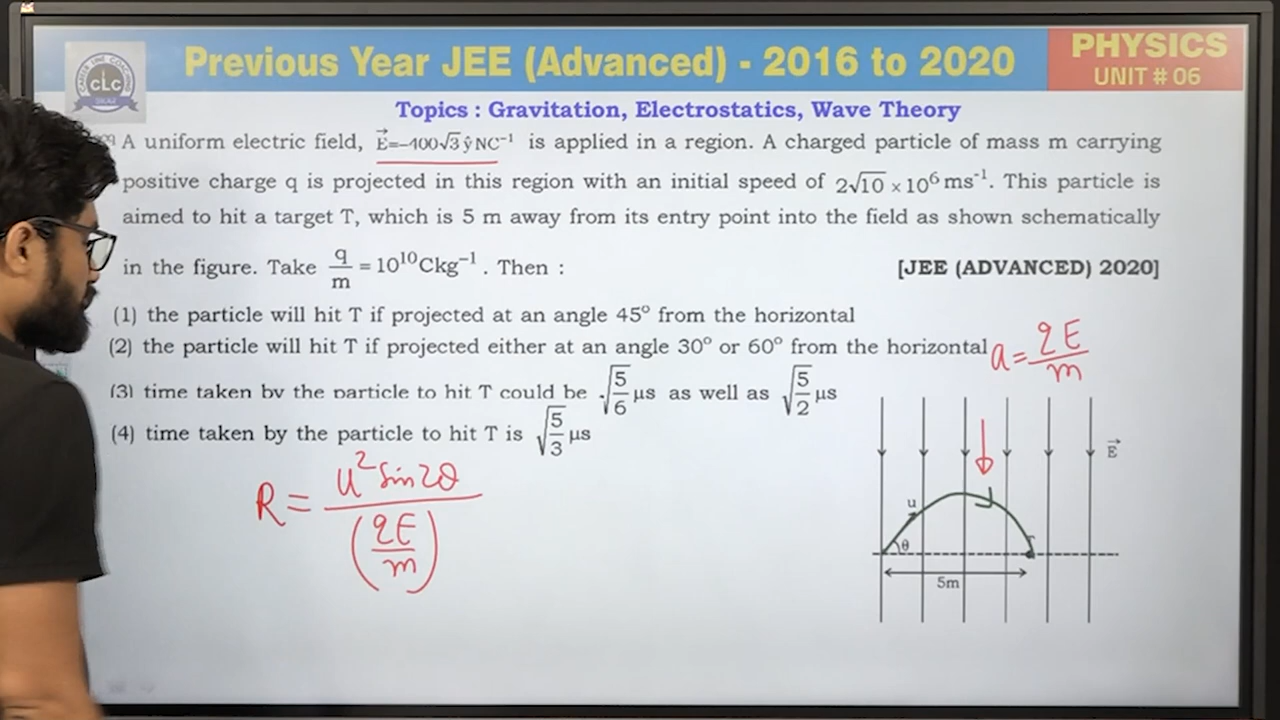 Previous Year JEE (Advanced) - 2016 to 2020
PHYSICS
UNIT # 06
CLC
Topics : Gravitation, Electrostatics, Wave Theory
A uniform electric field, E⃗=−400√3 ŷ NC⁻¹ is applied in a region. A charged particle of mass m carrying
positive charge q is projected in this region with an initial speed of 2√10 × 10⁶ ms⁻¹. This particle is
aimed to hit a target T, which is 5 m away from its entry point into the field as shown schematically
in the figure. Take q/m = 10¹⁰Ckg⁻¹ . Then : [JEE (ADVANCED) 2020]
(1) the particle will hit T if projected at an angle 45° from the horizontal
(2) the particle will hit T if projected either at an angle 30° or 60° from the horizontal
(3) time taken by the particle to hit T could be √(5/6) μs as well as √(5/2) μs
(4) time taken by the particle to hit T is √(5/3) μs
a = qE/m
R = u² sin2θ / (qE/m)
E⃗
u
θ
5m